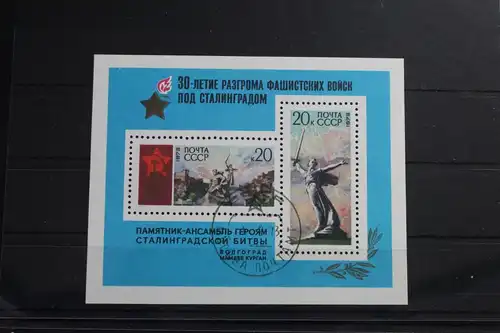 30-ЛЕТИЕ РАЗГРОМА ФАШИСТСКИХ ВОЙСК
ПОД СТАЛИНГРАДОМ
ПОЧТА
СССР
20
20к
ПОЧТА
СССР
ПАМЯТНИК-АНСАМБЛЬ ГЕРОЯМ
СТАЛИНГРАДСКОЙ БИТВЫ
ВОЛГОГРАД
МАМАЕВ КУРГАН